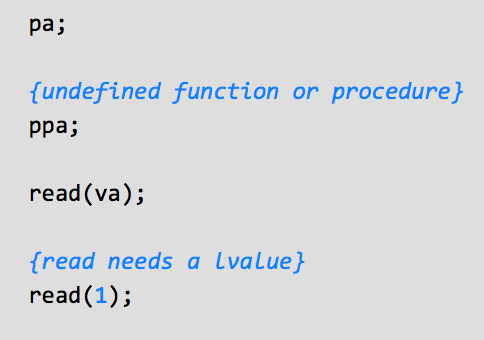 pa;
{undefined function or procedure}
ppa;
read(va);
{read needs a lvalue}
read(1);